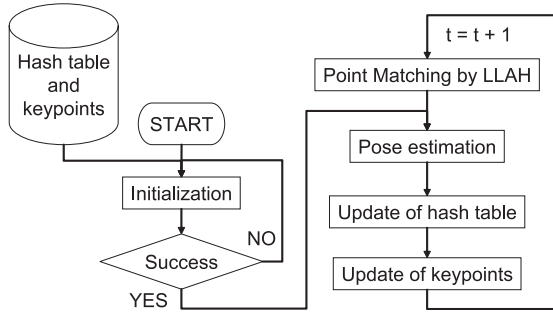 Hash table
and
keypoints
START
Initialization
NO
Success
YES
t = t + 1
Point Matching by LLAH
Pose estimation
Update of hash table
Update of keypoints